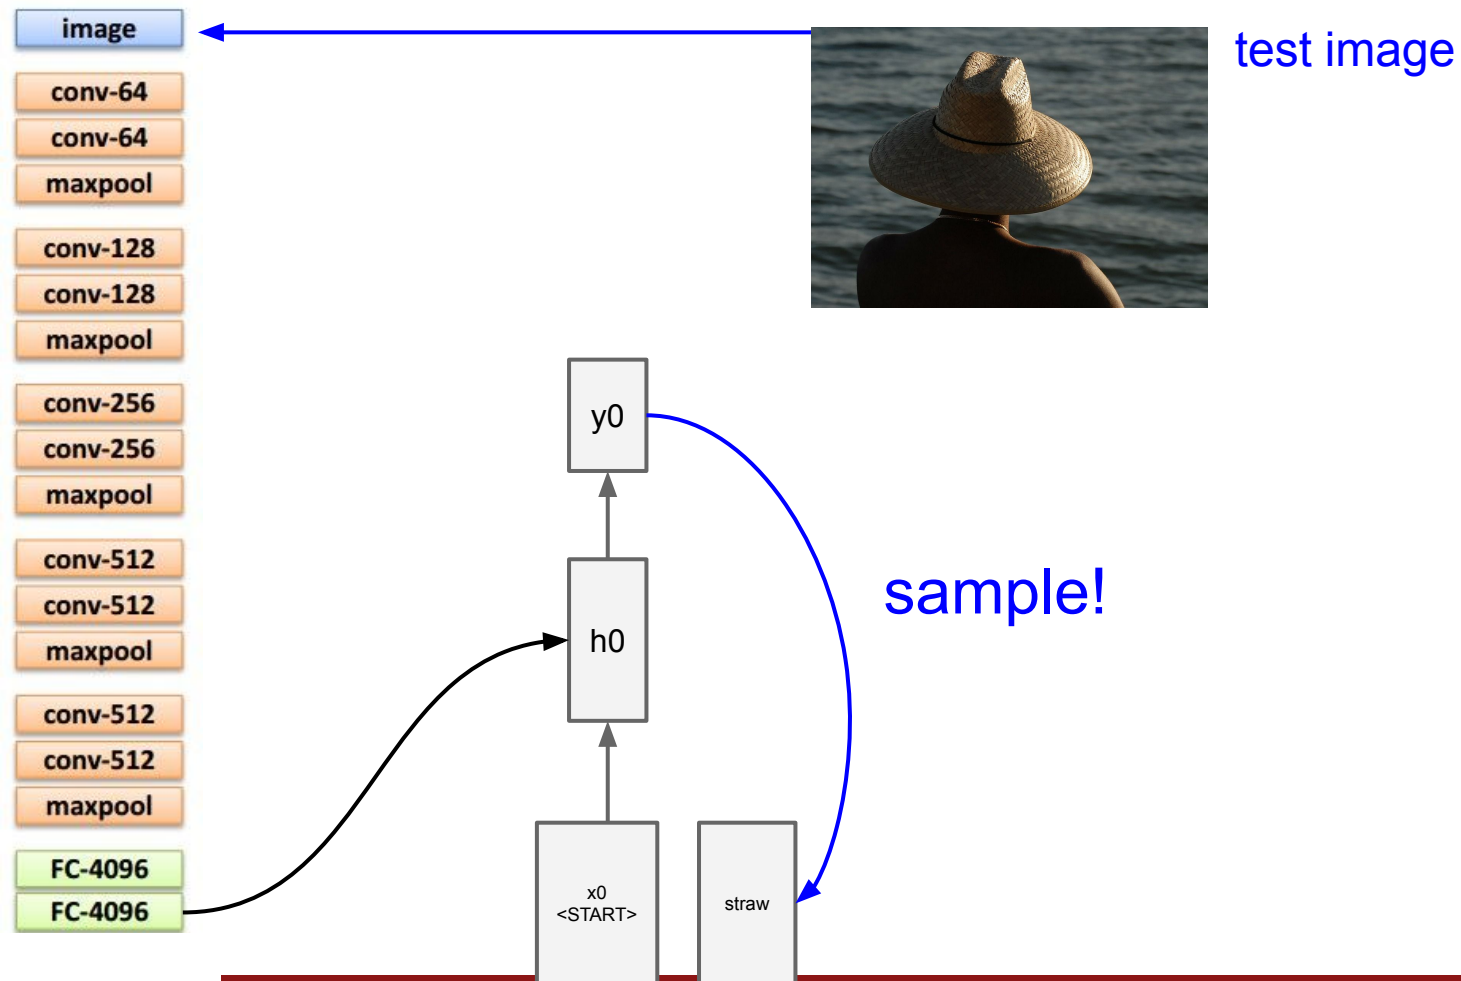 image
conv-64
conv-64
maxpool
conv-128
conv-128
maxpool
conv-256
conv-256
maxpool
conv-512
conv-512
maxpool
conv-512
conv-512
maxpool
FC-4096
FC-4096
test image
y0
h0
sample!
x0
<START>
straw